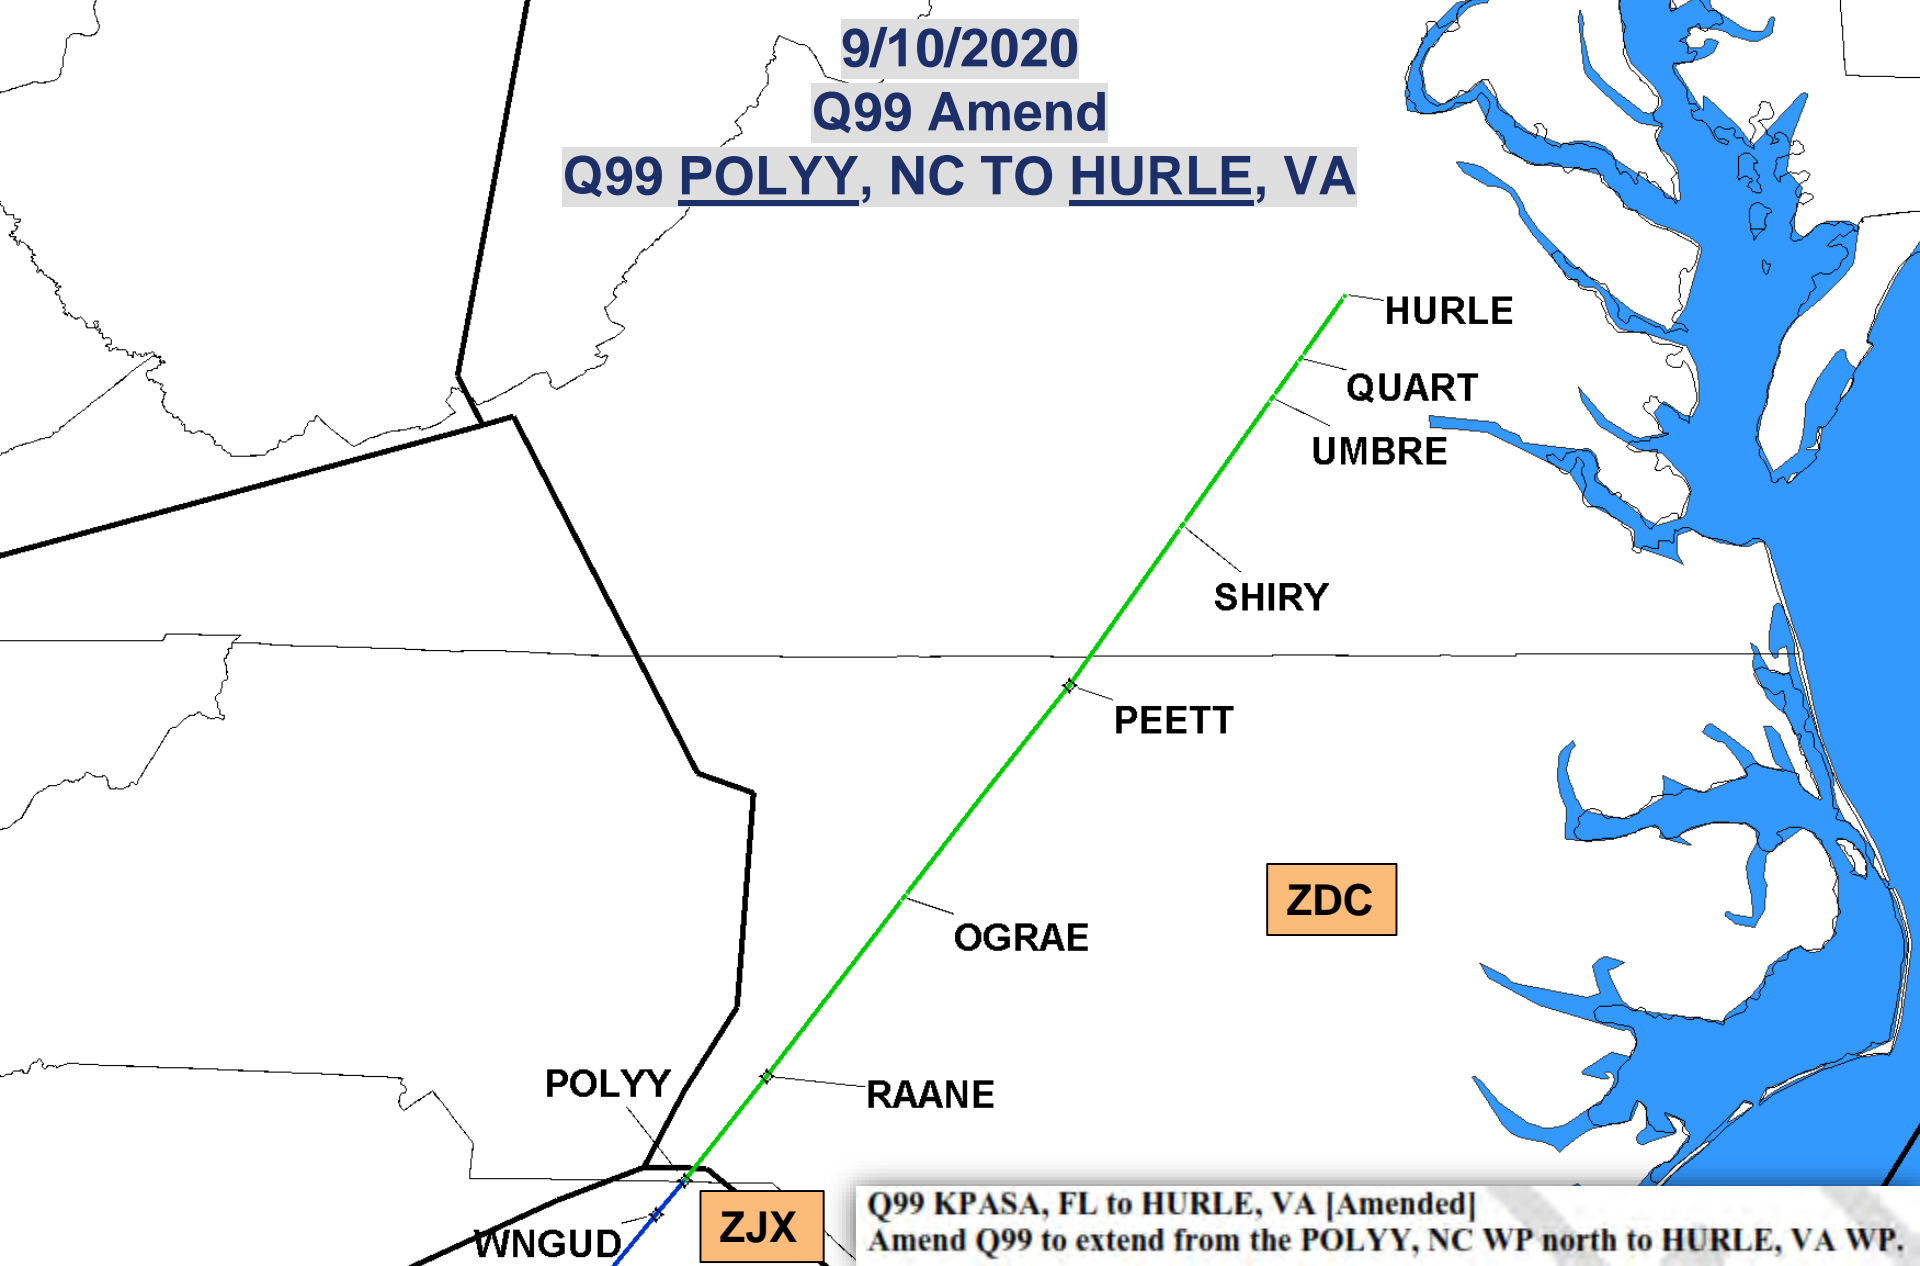 9/10/2020
Q99 Amend
Q99 POLYY, NC TO HURLE, VA
HURLE
QUART
UMBRE
SHIRY
PEETT
ZDC
OGRAE
POLYY
RAANE
WNGUD
ZJX
Q99 KPASA, FL to HURLE, VA [Amended]
Amend Q99 to extend from the POLYY, NC WP north to HURLE, VA WP.